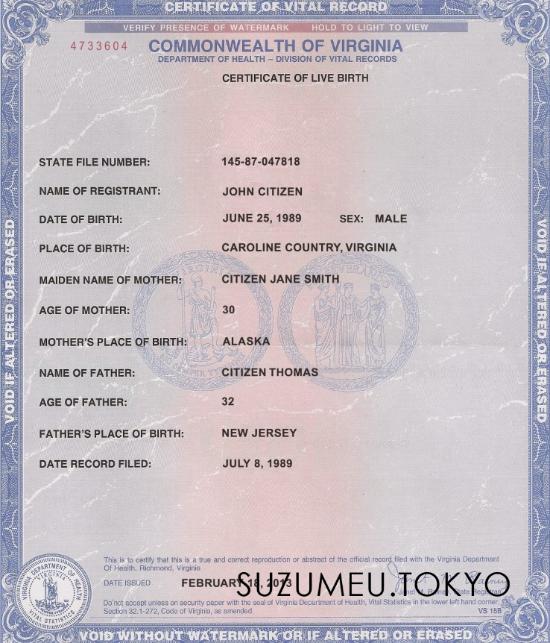 CERTIFICATE OF VITAL RECORD
VERIFY PRESENCE OF WATERMARK HOLD TO LIGHT TO VIEW
4733604
COMMONWEALTH OF VIRGINIA
DEPARTMENT OF HEALTH – DIVISION OF VITAL RECORDS
CERTIFICATE OF LIVE BIRTH
STATE FILE NUMBER: 145-87-047818
NAME OF REGISTRANT: JOHN CITIZEN
DATE OF BIRTH: JUNE 25, 1989 SEX: MALE
PLACE OF BIRTH: CAROLINE COUNTRY, VIRGINIA
MAIDEN NAME OF MOTHER: CITIZEN JANE SMITH
AGE OF MOTHER: 30
MOTHER'S PLACE OF BIRTH: ALASKA
NAME OF FATHER: CITIZEN THOMAS
AGE OF FATHER: 32
FATHER'S PLACE OF BIRTH: NEW JERSEY
DATE RECORD FILED: JULY 8, 1989
This is to certify that this is a true and correct reproduction or abstract of the official record filed with the Virginia Department
Of Health, Richmond, Virginia
DATE ISSUED FEBRUARY 18, 2013
SUZUMEU.TOKYO
Do not accept unless on security paper with the seal of Virginia Department of Health, Vital Statistics in the lower left hand corner.
Section 32.1-272, Code of Virginia, as amended.
VS 15B
VOID WITHOUT WATERMARK OR IF ALTERED OR ERASED
VOID IF ALTERED OR ERASED
VOID IF ALTERED OR ERASED